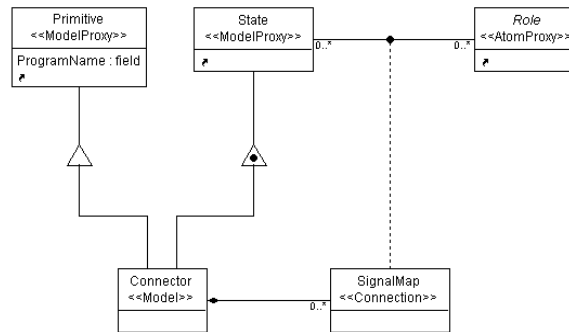 Primitive
<<ModelProxy>>
ProgramName : field
State
<<ModelProxy>>
0..*
0..*
Role
<<AtomProxy>>
Connector
<<Model>>
0..*
SignalMap
<<Connection>>